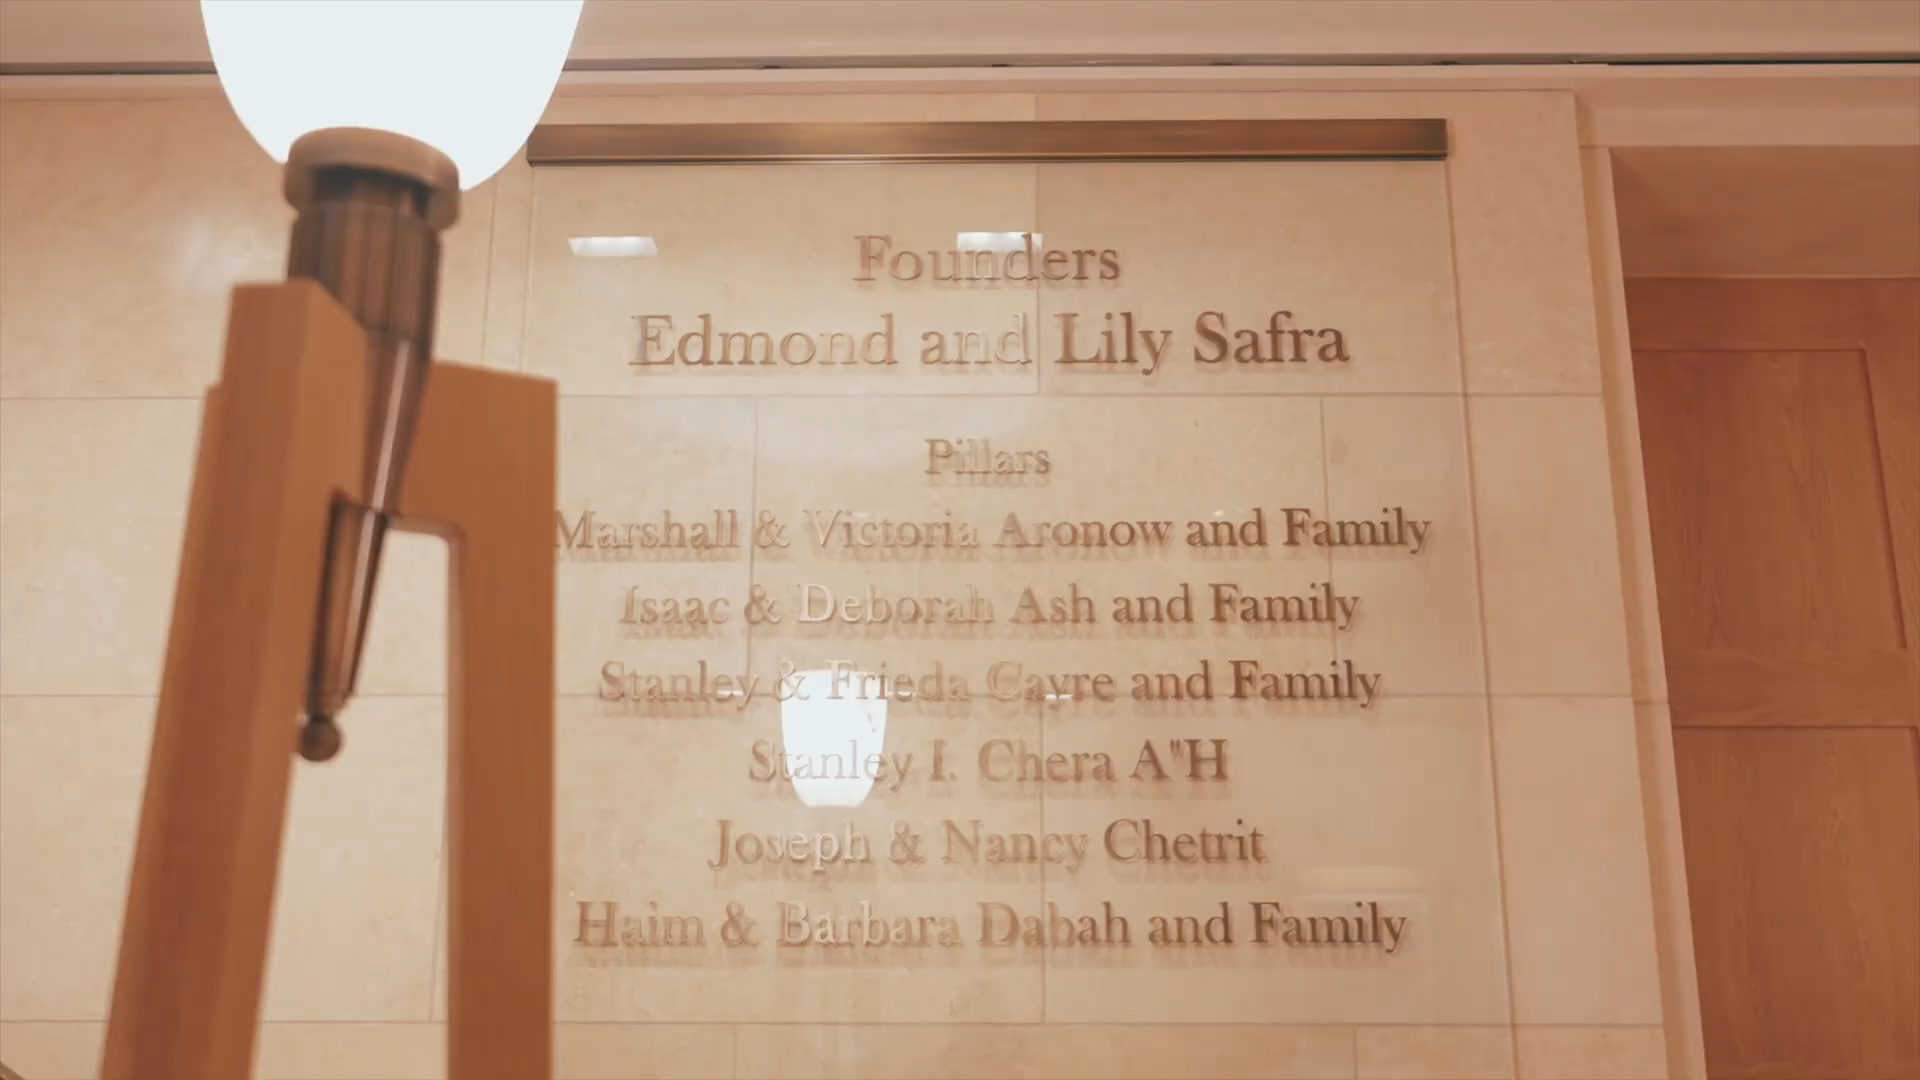 Founders
Edmond and Lily Safra
Pillars
Marshall & Victoria Aronow and Family
Isaac & Deborah Ash and Family
Stanley & Frieda Cayre and Family
Stanley I. Chera A"H
Joseph & Nancy Chetrit
Haim & Barbara Dabah and Family